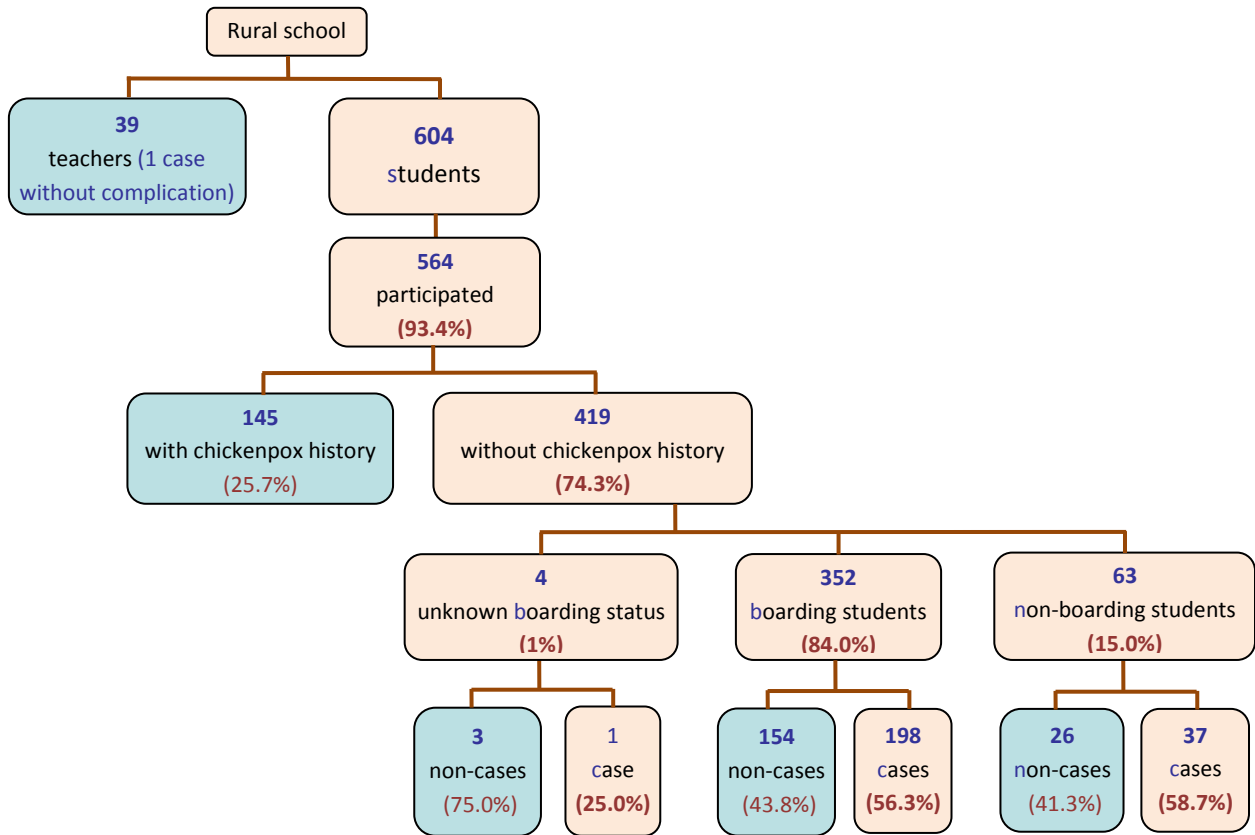 Rural school
39
teachers (1 case
without complication)
604
students
564
participated
(93.4%)
145
with chickenpox history
(25.7%)
419
without chickenpox history
(74.3%)
4
unknown boarding status
(1%)
352
boarding students
(84.0%)
63
non-boarding students
(15.0%)
3
non-cases
(75.0%)
1
case
(25.0%)
154
non-cases
(43.8%)
198
cases
(56.3%)
26
non-cases
(41.3%)
37
cases
(58.7%)